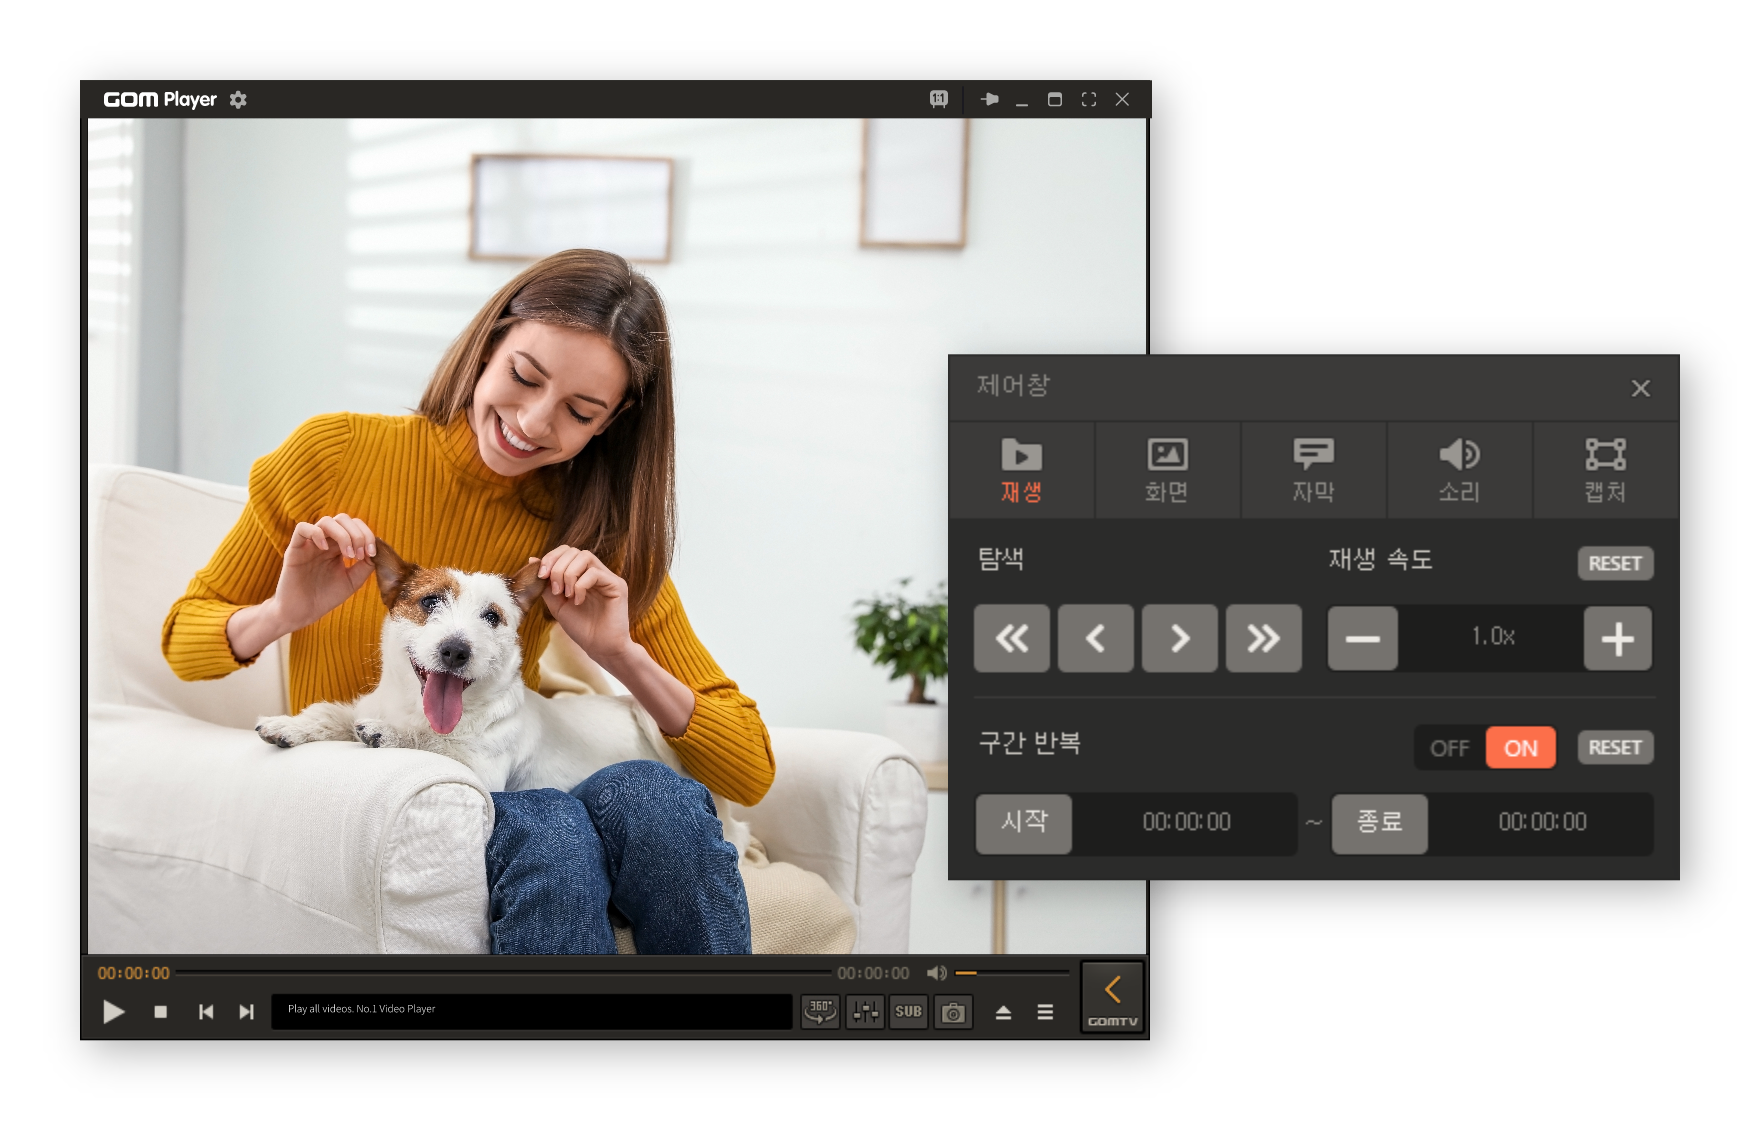 GOM Player
1:1
제어창
재생 화면 자막 소리 캡처
탐색 재생 속도 RESET
1.0x
구간 반복 OFF ON RESET
시작 00:00:00 ~ 종료 00:00:00
00:00:00 00:00:00
Play all videos. No.1 Video Player 360° SUB
GOMTV